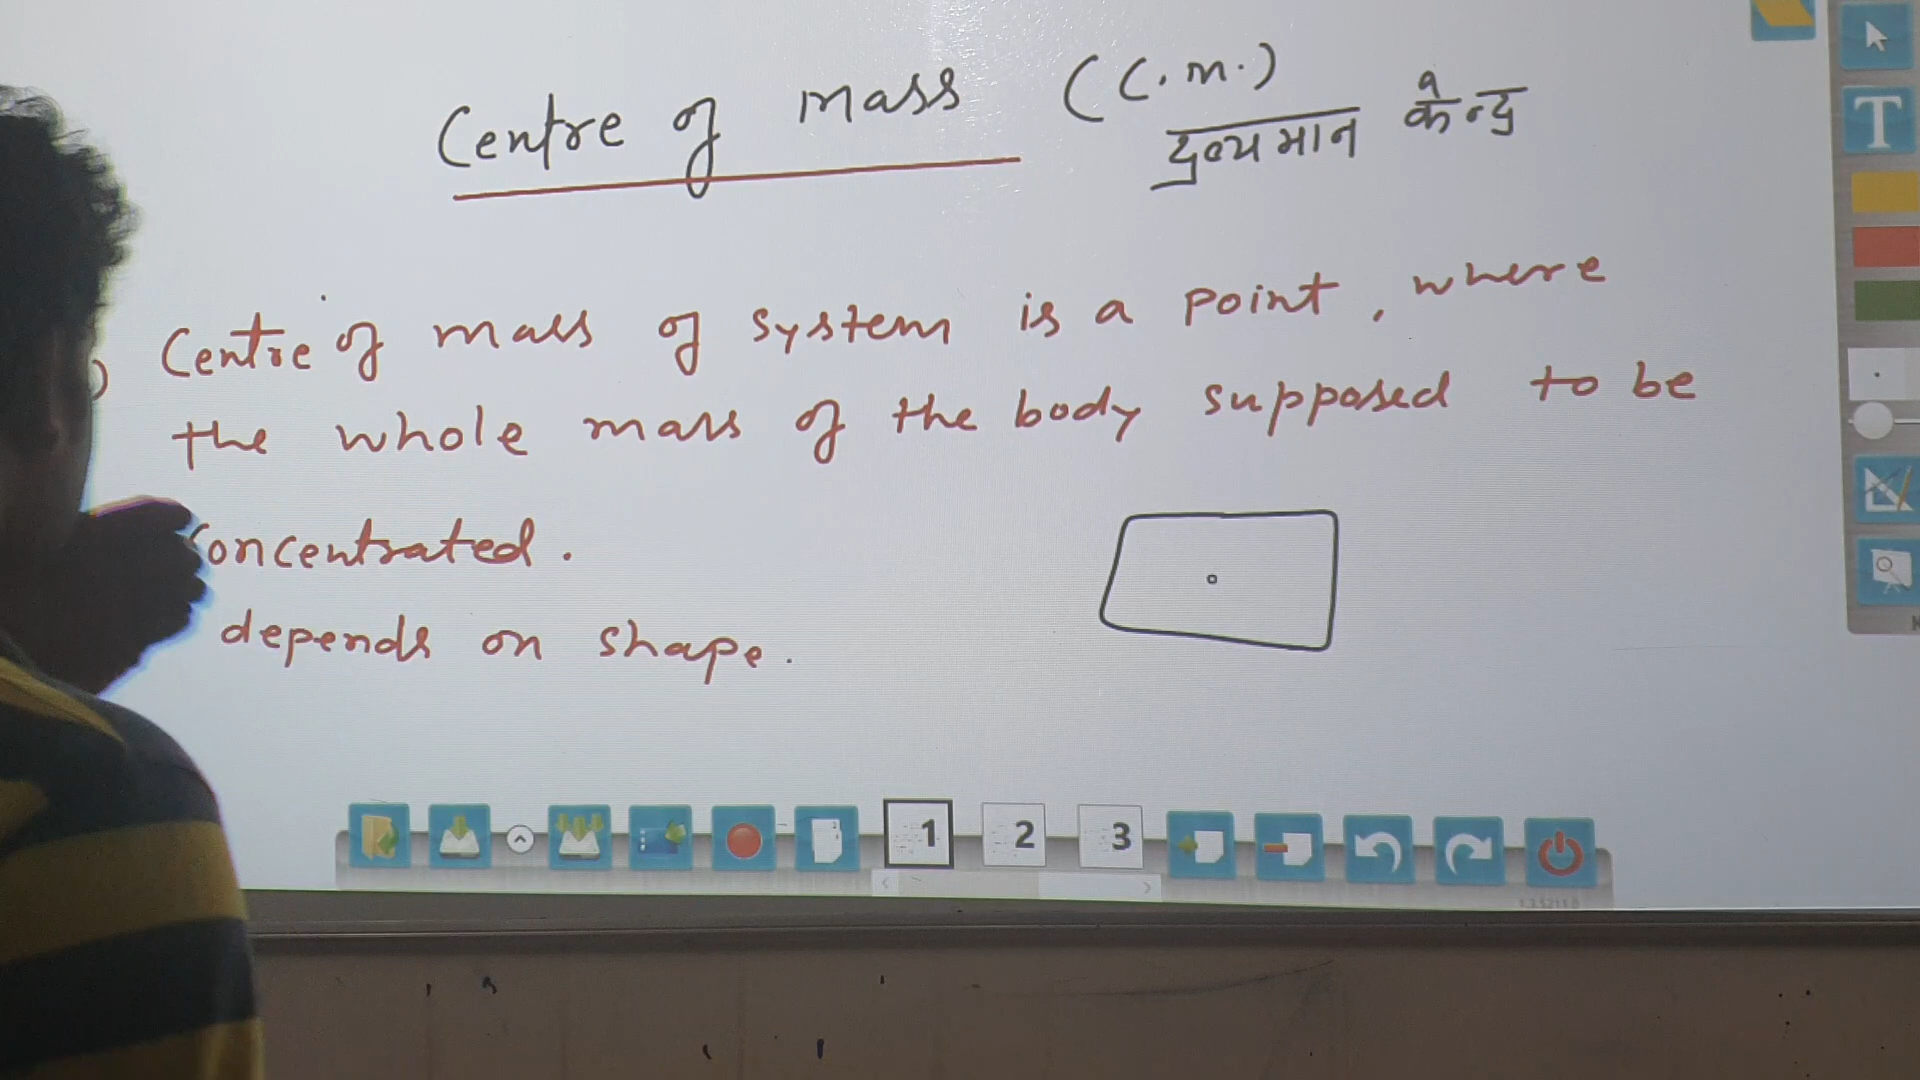 Centre of mass (C.m.)
द्रव्यमान केन्द्र
Centre of mass of system is a point, where
the whole mass of the body supposed to be
Concentrated.
depends on shape.
T
1 2 3